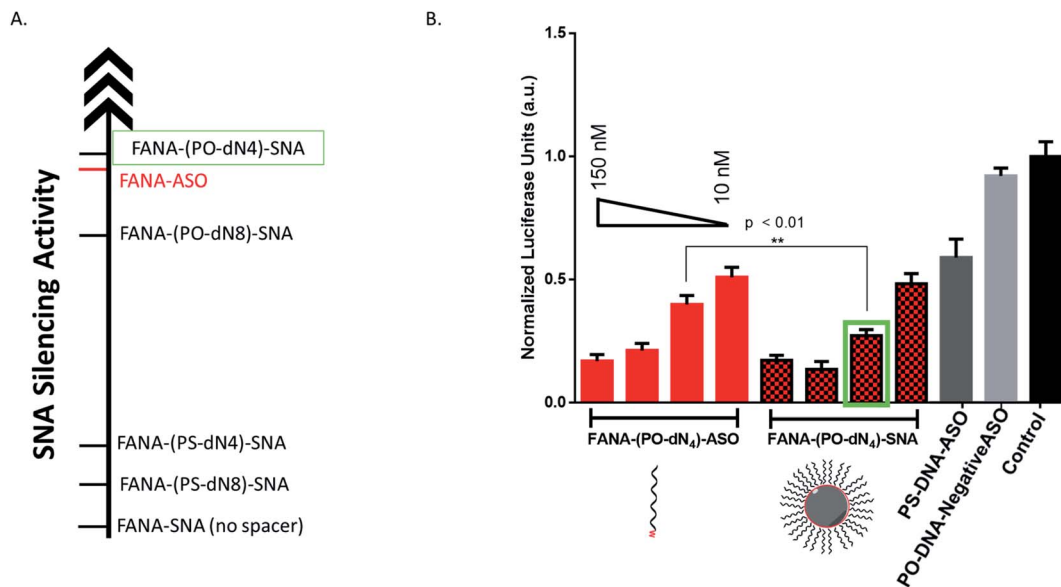 A.
SNA Silencing Activity
FANA-(PO-dN4)-SNA
FANA-ASO
FANA-(PO-dN8)-SNA
FANA-(PS-dN4)-SNA
FANA-(PS-dN8)-SNA
FANA-SNA (no spacer)
B.
Normalized Luciferase Units (a.u.)
1.5
1.0
0.5
0.0
150 nM
10 nM
p < 0.01
**
FANA-(PO-dN4)-ASO
FANA-(PO-dN4)-SNA
PS-DNA-ASO
PO-DNA-NegativeASO
Control